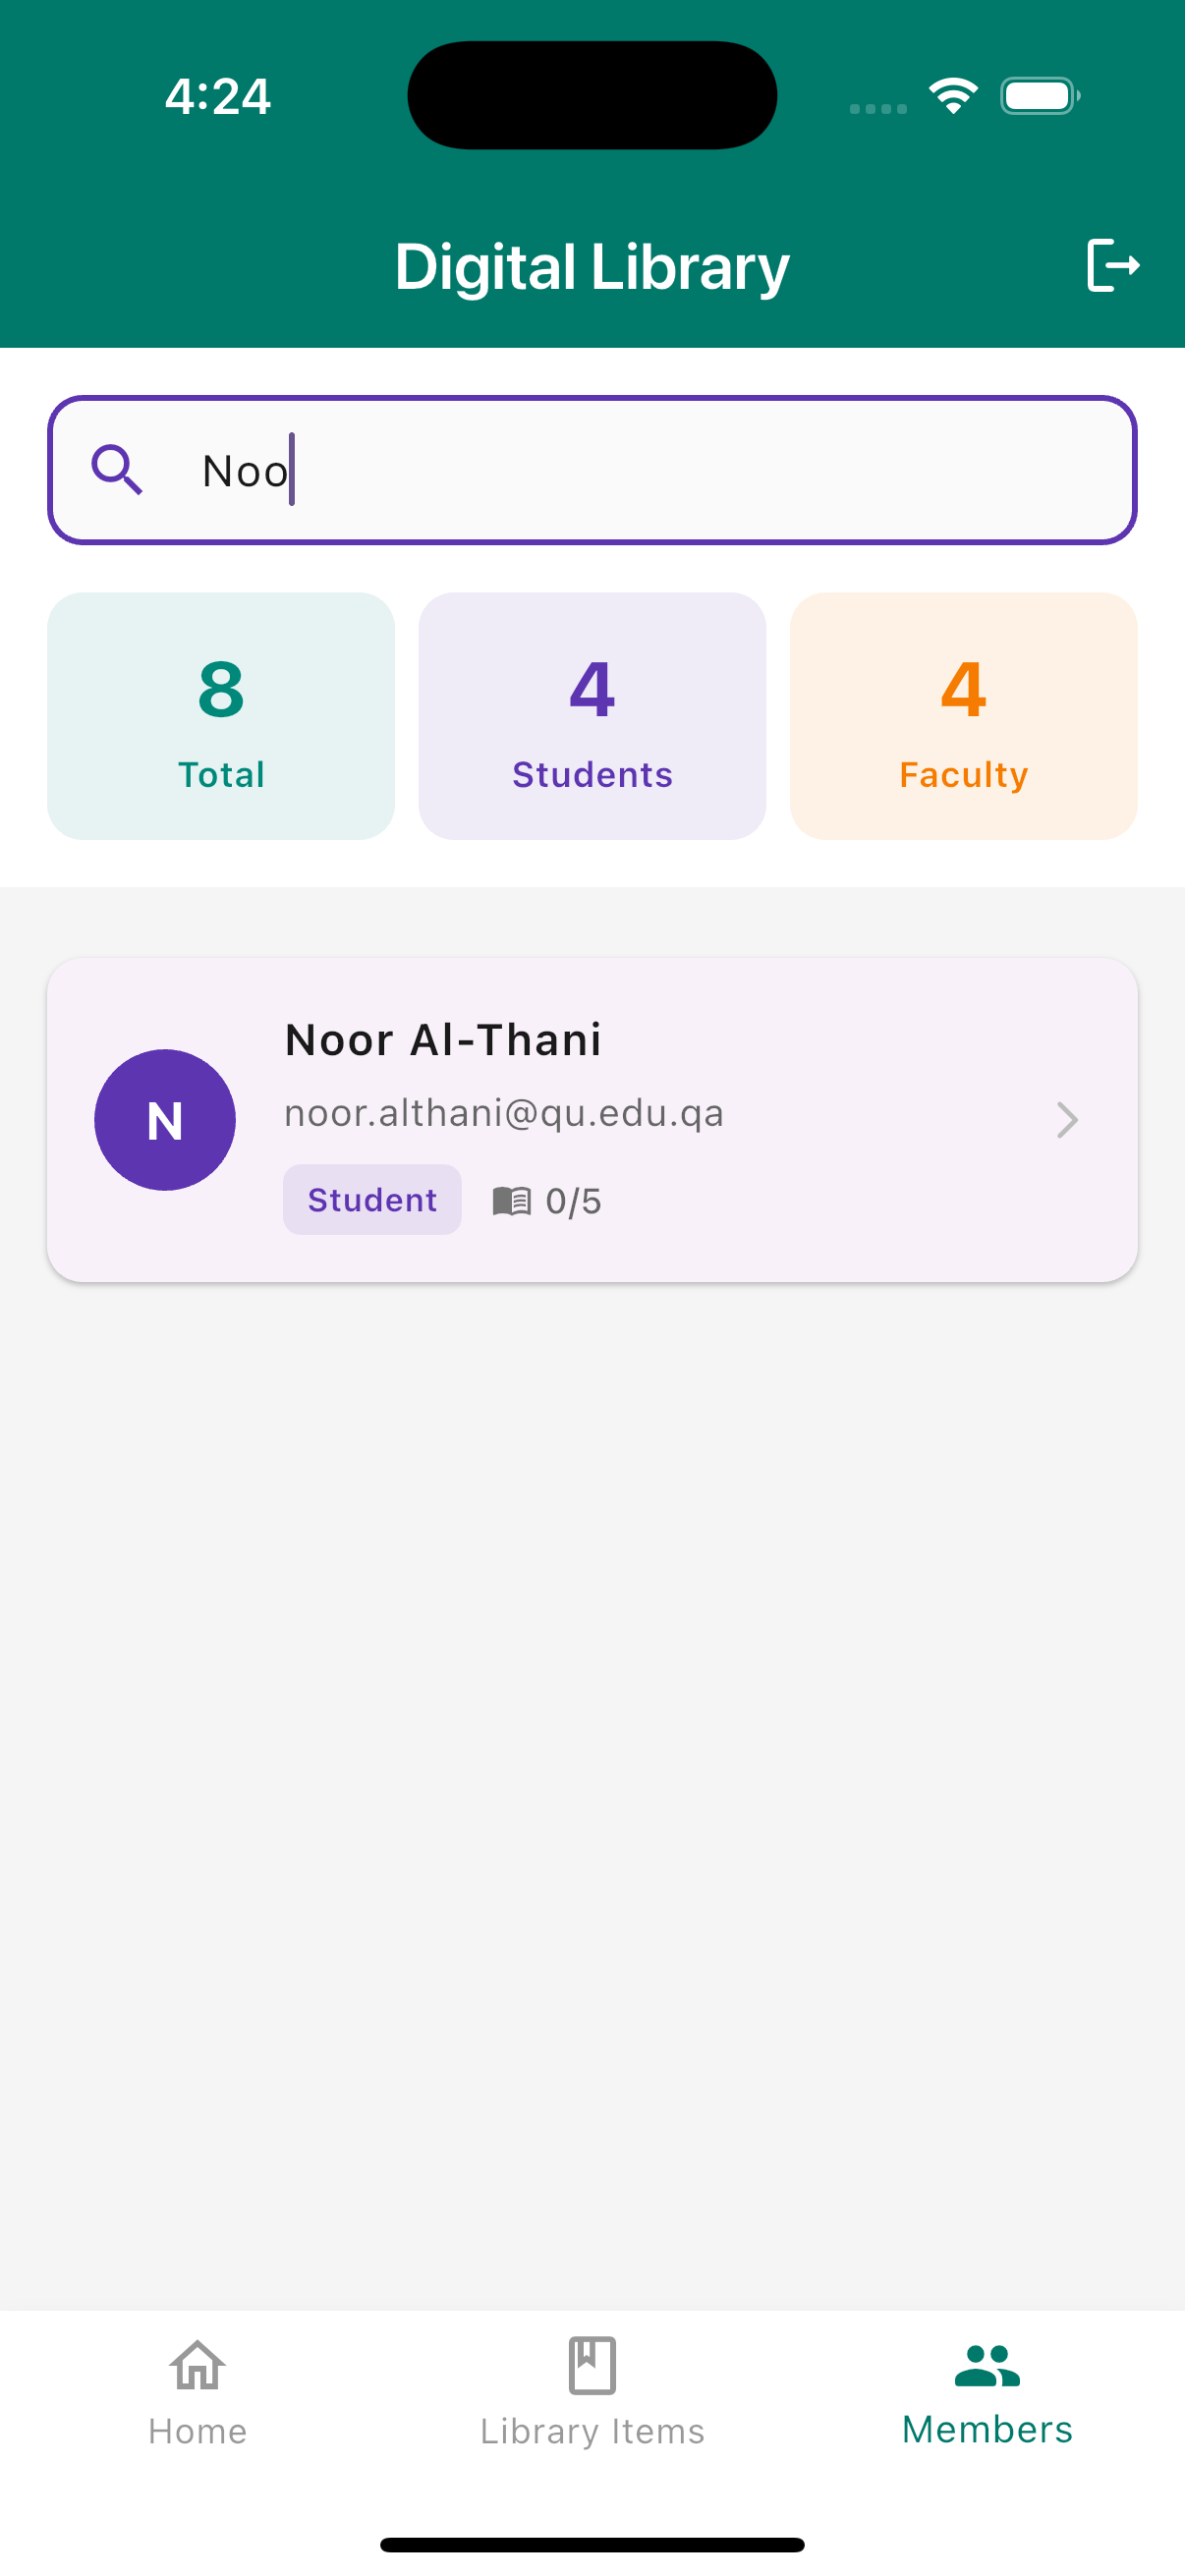 4:24
Digital Library
Noo
8
Total
4
Students
4
Faculty
N
Noor Al-Thani
noor.althani@qu.edu.qa
Student
0/5
Home
Library Items
Members